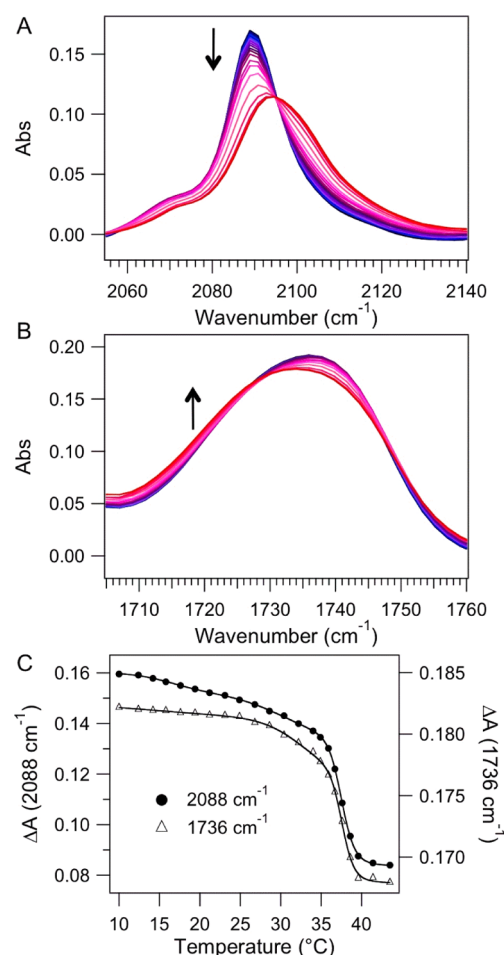 A
Abs
0.15
0.10
0.05
0.00
2060 2080 2100 2120 2140
Wavenumber (cm-1)
B
Abs
0.20
0.15
0.10
0.05
0.00
1710 1720 1730 1740 1750 1760
Wavenumber (cm-1)
C
ΔA (2088 cm-1)
0.16
0.14
0.12
0.10
0.08
2088 cm-1
1736 cm-1
0.185
0.180
0.175
0.170
ΔA (1736 cm-1)
10 15 20 25 30 35 40
Temperature (°C)